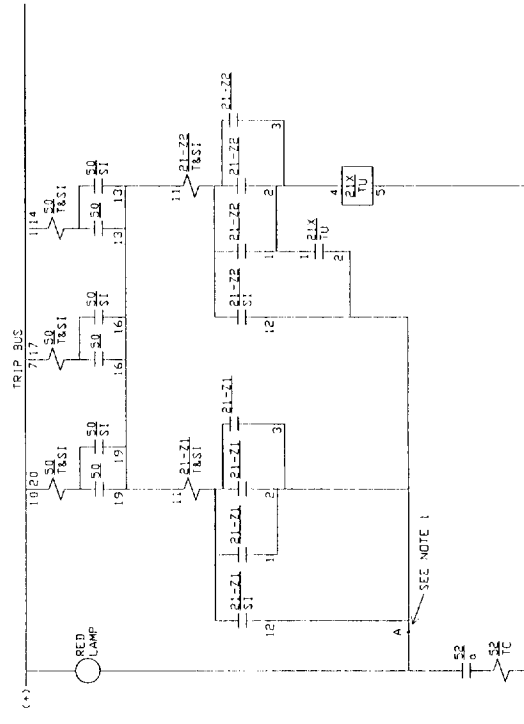 (+)
TRIP BUS
RED
LAMP
10 20
50
T&SI
50
50
SI
19
19
7 17
50
T&SI
50
50
SI
16
16
1 14
50
T&SI
50
50
SI
13
13
11
21-Z1
T&SI
21-Z1
SI
21-Z1
21-Z1
21-Z1
12
1
2
3
11
21-Z2
T&SI
21-Z2
SI
21-Z2
21-Z2
21-Z2
12
1
2
3
1
21X
TU
2
4
21X
TU
5
A
SEE NOTE 1
52
a
52
TC